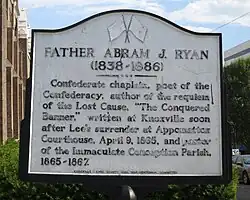 FATHER ABRAM J. RYAN
(1838-1886)
Confederate chaplain, poet of the
Confederacy, author of the requiem
of the Lost Cause, "The Conquered
Banner," written at Knoxville soon
after Lee's surrender at Appomattox
Courthouse, April 9, 1865, and pastor
of the Immaculate Conception Parish,
1865-1867